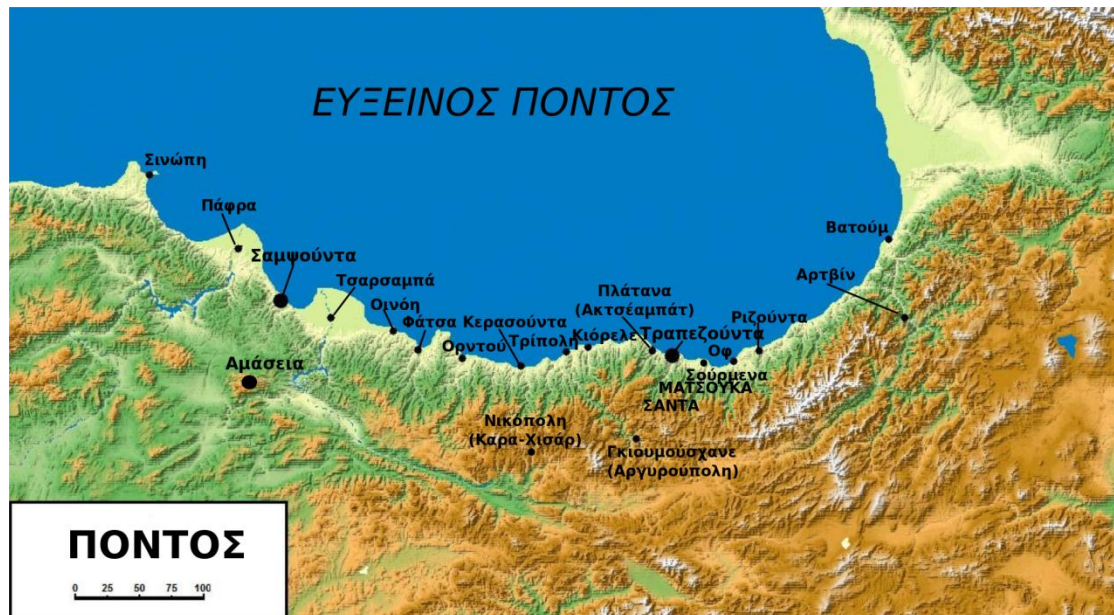 ΕΥΞΕΙΝΟΣ ΠΟΝΤΟΣ
Σινώπη
Πάφρα
Σαμψούντα
Τσαρσαμπά
Οινόη
Φάτσα
Ορντού
Κερασούντα
Τρίπολη
Κιόρελε
Πλάτανα
(Ακτσέαμπάτ)
Τραπεζούντα
Οφ
Ριζούντα
Βατούμ
Αρτβίν
Σούρμενα
ΜΑΤΣΟΥΚΑ
ΣΑΝΤΑ
Αμάσεια
Νικόπολη
(Καρα-Χισάρ)
Γκιουμούσχανε
(Αργυρούπολη)
ΠΟΝΤΟΣ
0 25 50 75 100